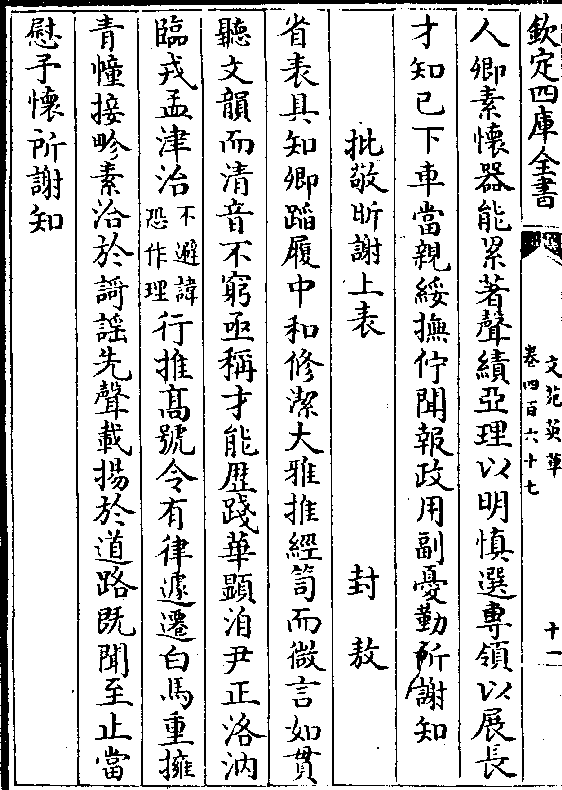 欽定四庫全書
文苑英華
卷四百六十七
十一
人卿素懷器能累著聲績亞理以明慎選專領以展長
才知已下車當親綏撫佇聞報政用副憂勤所謝知
批敬昕謝上表
封敖
省表具知卿蹈履中和修潔大雅推經笥而微言如貫
聽文韻而清音不窮亟稱才能歷踐華顯洎尹正洛汭
臨戎孟津治
不避諱
恐作理
行推高號令有律遽遷白馬重擁
青幢接畛素洽於謌謡先聲載揚於道路既聞至止當
慰予懷所謝知